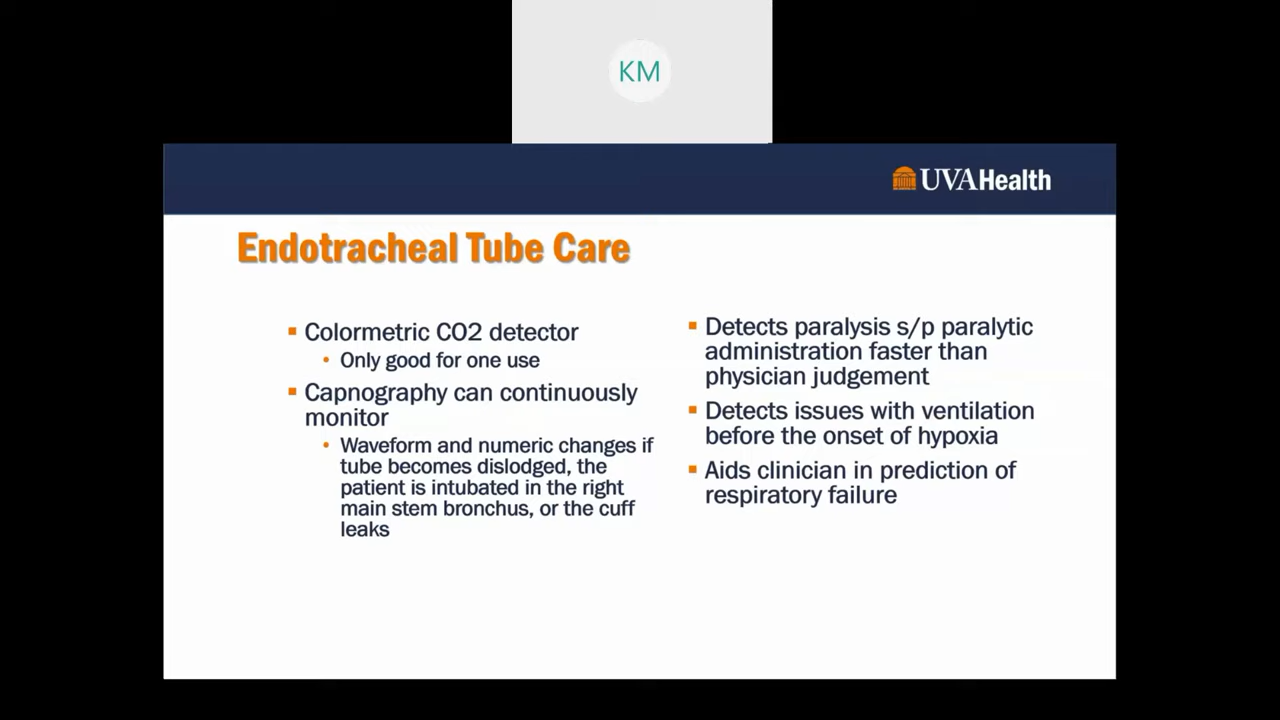 KM
UVAHealth
Endotracheal Tube Care
▪ Colormetric CO2 detector
• Only good for one use
▪ Capnography can continuously
monitor
• Waveform and numeric changes if
tube becomes dislodged, the
patient is intubated in the right
main stem bronchus, or the cuff
leaks
▪ Detects paralysis s/p paralytic
administration faster than
physician judgement
▪ Detects issues with ventilation
before the onset of hypoxia
▪ Aids clinician in prediction of
respiratory failure